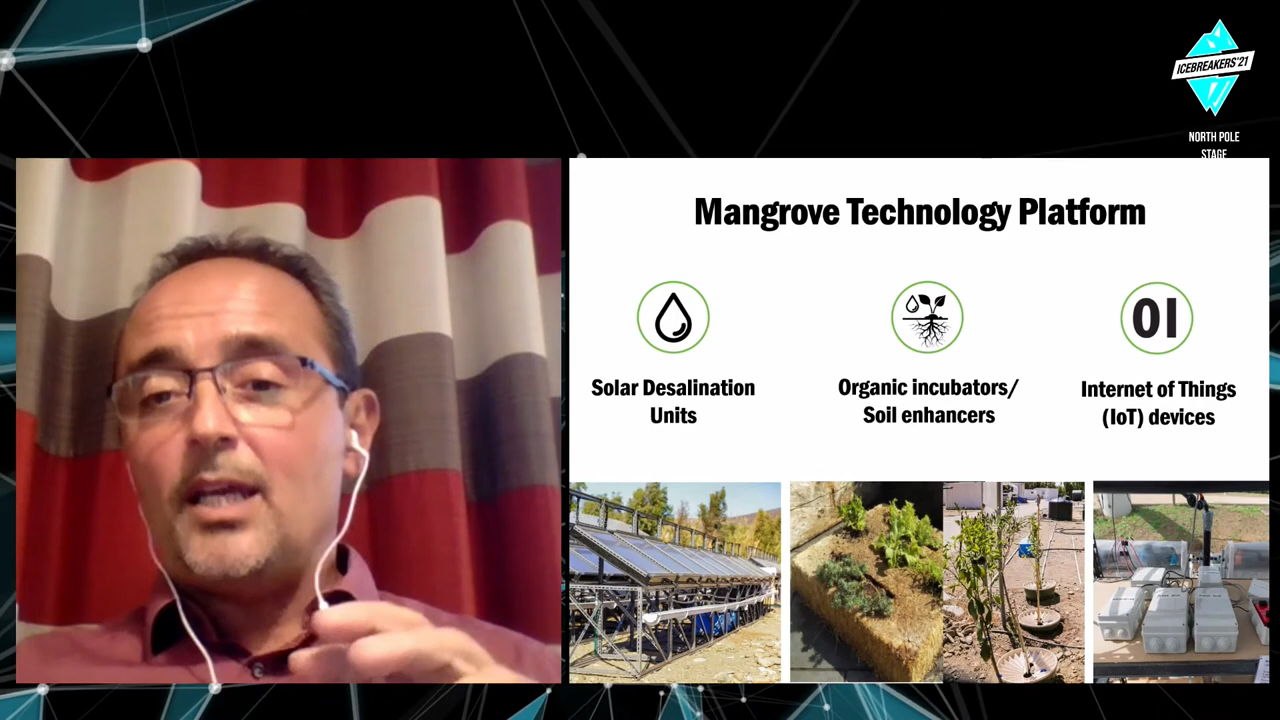 ICEBREAKERS'21
NORTH POLE
STAGE
Mangrove Technology Platform
01
Solar Desalination
Units
Organic incubators/
Soil enhancers
Internet of Things
(IoT) devices